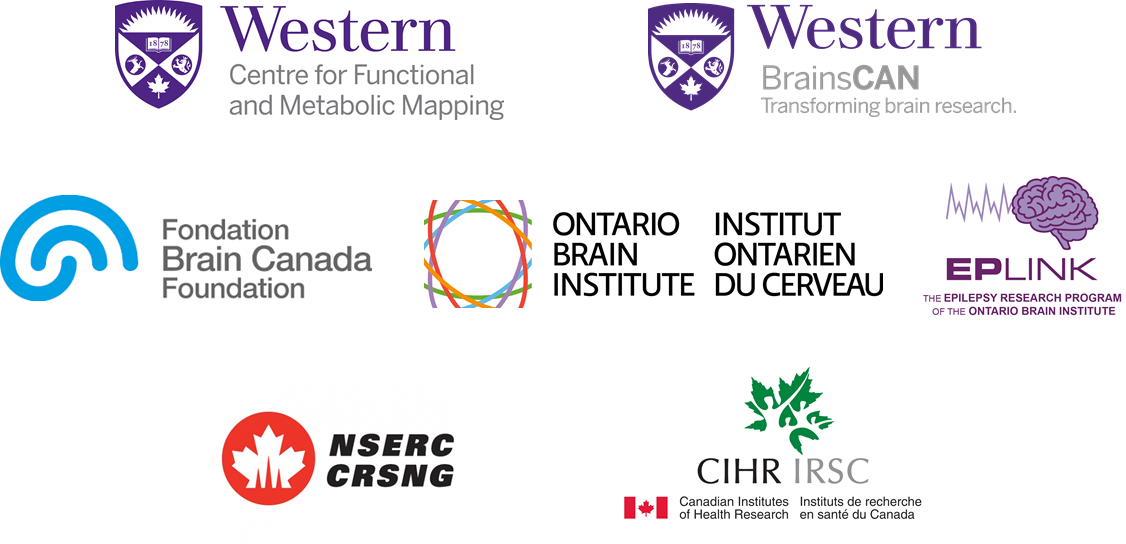 1878
Western
Centre for Functional
and Metabolic Mapping
1878
Western
BrainsCAN
Transforming brain research.
Fondation
Brain Canada
Foundation
ONTARIO
BRAIN
INSTITUTE
INSTITUT
ONTARIEN
DU CERVEAU
EPLINK
THE EPILEPSY RESEARCH PROGRAM
OF THE ONTARIO BRAIN INSTITUTE
NSERC
CRSNG
CIHR IRSC
Canadian Institutes
of Health Research
Instituts de recherche
en santé du Canada